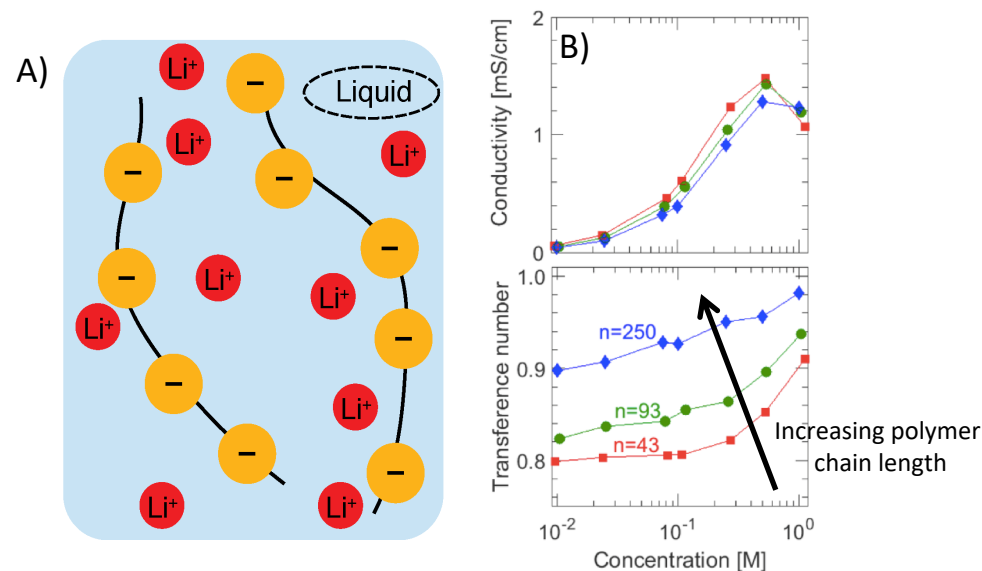 A)
Li⁺
Liquid
Li⁺
Li⁺
Li⁺
Li⁺
Li⁺
Li⁺
Li⁺
Li⁺
−
−
−
−
−
−
−
−
−
B)
Conductivity [mS/cm]
2
1
0
Transference number
1.0
0.9
0.8
n=250
n=93
n=43
Increasing polymer
chain length
10⁻²
10⁻¹
10⁰
Concentration [M]